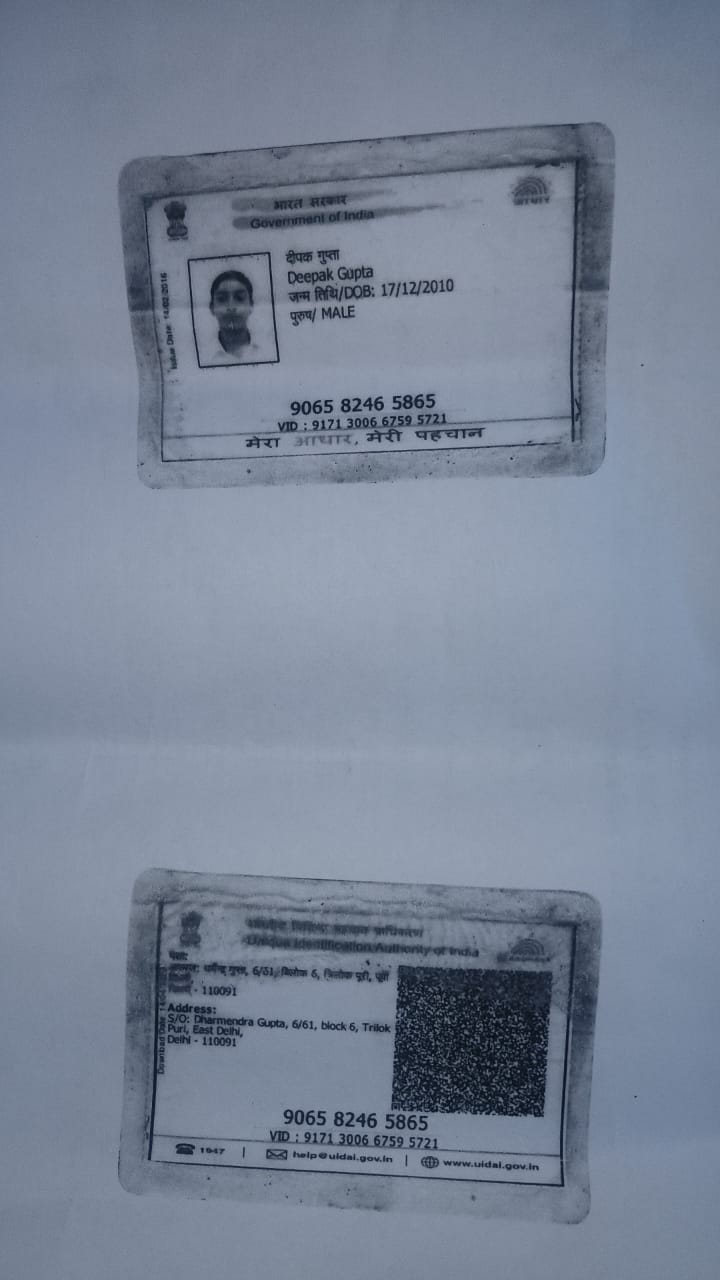 भारत सरकार
Government of India
Issue Date: 14/02/2016
दीपक गुप्ता
Deepak Gupta
जन्म तिथि/DOB: 17/12/2010
पुरुष/ MALE
9065 8246 5865
VID : 9171 3006 6759 5721
मेरा आधार, मेरी पहचान
Unique Identification Authority of India
6/61, ब्लॉक 6, त्रिलोक पुरी, पूर्वी
- 110091
Address:
S/O: Dharmendra Gupta, 6/61, block 6, Trilok
Puri, East Delhi,
Delhi - 110091
9065 8246 5865
VID : 9171 3006 6759 5721
1947 | help@uidai.gov.in | www.uidai.gov.in